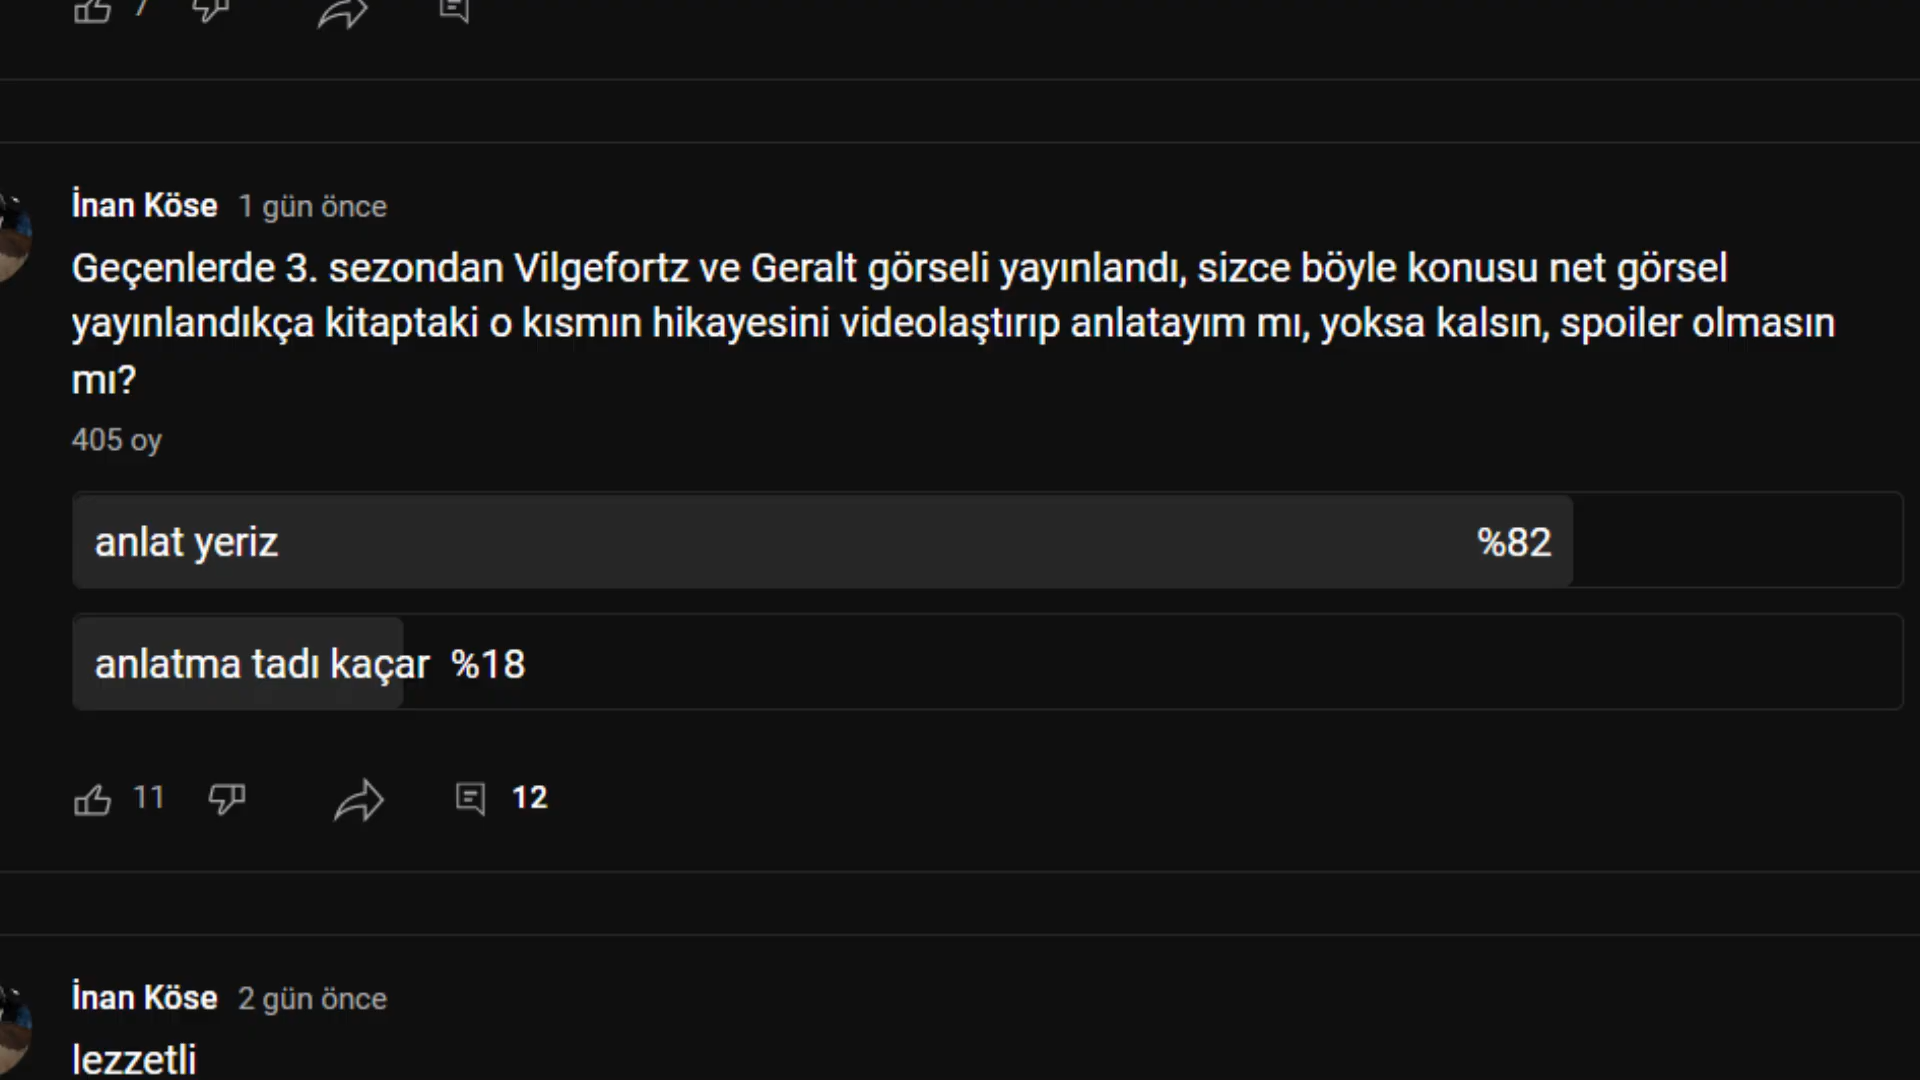 7
İnan Köse 1 gün önce
Geçenlerde 3. sezondan Vilgefortz ve Geralt görseli yayınlandı, sizce böyle konusu net görsel
yayınlandıkça kitaptaki o kısmın hikayesini videolaştırıp anlatayım mı, yoksa kalsın, spoiler olmasın
mı?
405 oy
anlat yeriz %82
anlatma tadı kaçar %18
11 12
İnan Köse 2 gün önce
lezzetli